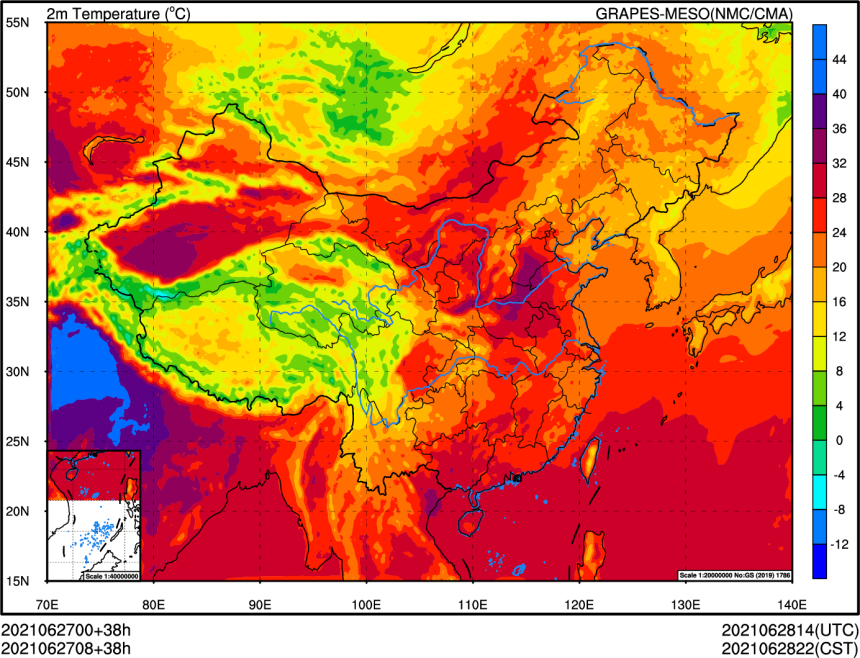 2m Temperature (°C) GRAPES-MESO(NMC/CMA)
55N
50N
45N
40N
35N
30N
25N
20N
15N
70E 80E 90E 100E 110E 120E 130E 140E
44
40
36
32
28
24
20
16
12
8
4
0
-4
-8
-12
Scale 1:40000000
Scale 1:20000000 No:GS (2019) 1786
2021062700+38h 2021062814(UTC)
2021062708+38h 2021062822(CST)